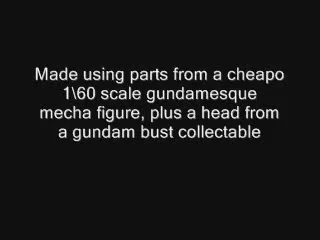 Made using parts from a cheapo
1\60 scale gundamesque
mecha figure, plus a head from
a gundam bust collectable